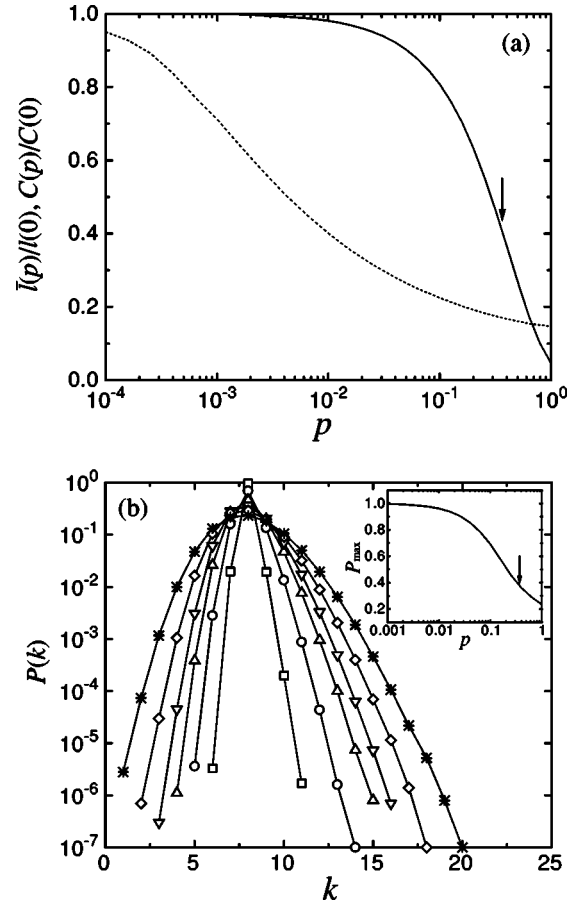 (a)
1.0
0.8
0.6
0.4
0.2
0.0
l̄(p)/l(0), C(p)/C(0)
10⁻⁴ 10⁻³ 10⁻² 10⁻¹ 10⁰
p
(b)
10⁰
10⁻¹
10⁻²
10⁻³
10⁻⁴
10⁻⁵
10⁻⁶
10⁻⁷
P(k)
0 5 10 15 20 25
k
1.0
0.8
0.6
0.4
0.2
Pmax
0.001 0.01 0.1 1
p